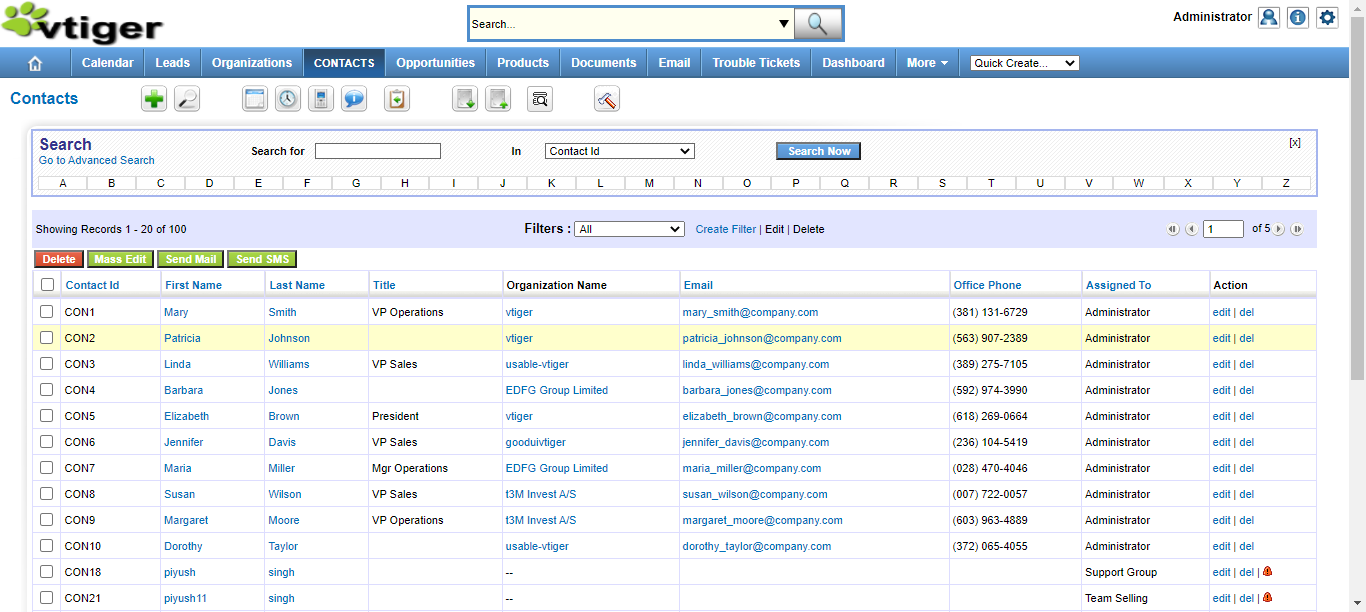 vtiger
Search...
Administrator
Calendar Leads Organizations CONTACTS Opportunities Products Documents Email Trouble Tickets Dashboard More Quick Create...
Contacts
Search
[x]
Go to Advanced Search
Search for In Contact Id Search Now
A B C D E F G H I J K L M N O P Q R S T U V W X Y Z
Showing Records 1 - 20 of 100 Filters : All Create Filter | Edit | Delete 1 of 5
Delete Mass Edit Send Mail Send SMS
Contact Id First Name Last Name Title Organization Name Email Office Phone Assigned To Action
CON1 Mary Smith VP Operations vtiger mary_smith@company.com (381) 131-6729 Administrator edit | del
CON2 Patricia Johnson vtiger patricia_johnson@company.com (563) 907-2389 Administrator edit | del
CON3 Linda Williams VP Sales usable-vtiger linda_williams@company.com (389) 275-7105 Administrator edit | del
CON4 Barbara Jones EDFG Group Limited barbara_jones@company.com (592) 974-3990 Administrator edit | del
CON5 Elizabeth Brown President vtiger elizabeth_brown@company.com (618) 269-0664 Administrator edit | del
CON6 Jennifer Davis VP Sales gooduivtiger jennifer_davis@company.com (236) 104-5419 Administrator edit | del
CON7 Maria Miller Mgr Operations EDFG Group Limited maria_miller@company.com (028) 470-4046 Administrator edit | del
CON8 Susan Wilson VP Sales t3M Invest A/S susan_wilson@company.com (007) 722-0057 Administrator edit | del
CON9 Margaret Moore VP Operations t3M Invest A/S margaret_moore@company.com (603) 963-4889 Administrator edit | del
CON10 Dorothy Taylor usable-vtiger dorothy_taylor@company.com (372) 065-4055 Administrator edit | del
CON18 piyush singh -- Support Group edit | del |
CON21 piyush11 singh -- Team Selling edit | del |